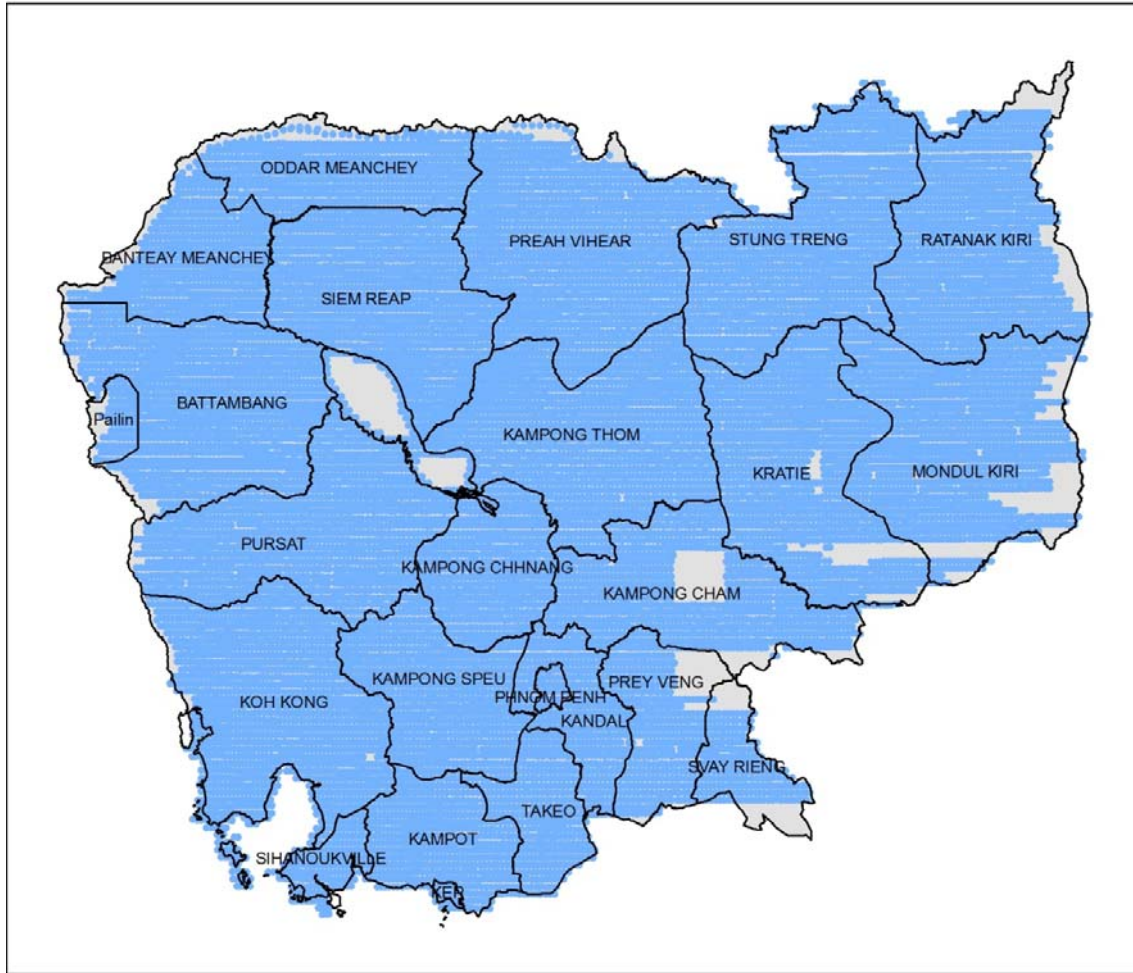 ODDAR MEANCHEY
PREAH VIHEAR
STUNG TRENG
RATANAK KIRI
BANTEAY MEANCHEY
SIEM REAP
BATTAMBANG
Pailin
KAMPONG THOM
KRATIE
MONDUL KIRI
PURSAT
KAMPONG CHHNANG
KAMPONG CHAM
KAMPONG SPEU
PREY VENG
PHNOM PENH
KOH KONG
KANDAL
SVAY RIENG
TAKEO
KAMPOT
SIHANOUKVILLE
KEP